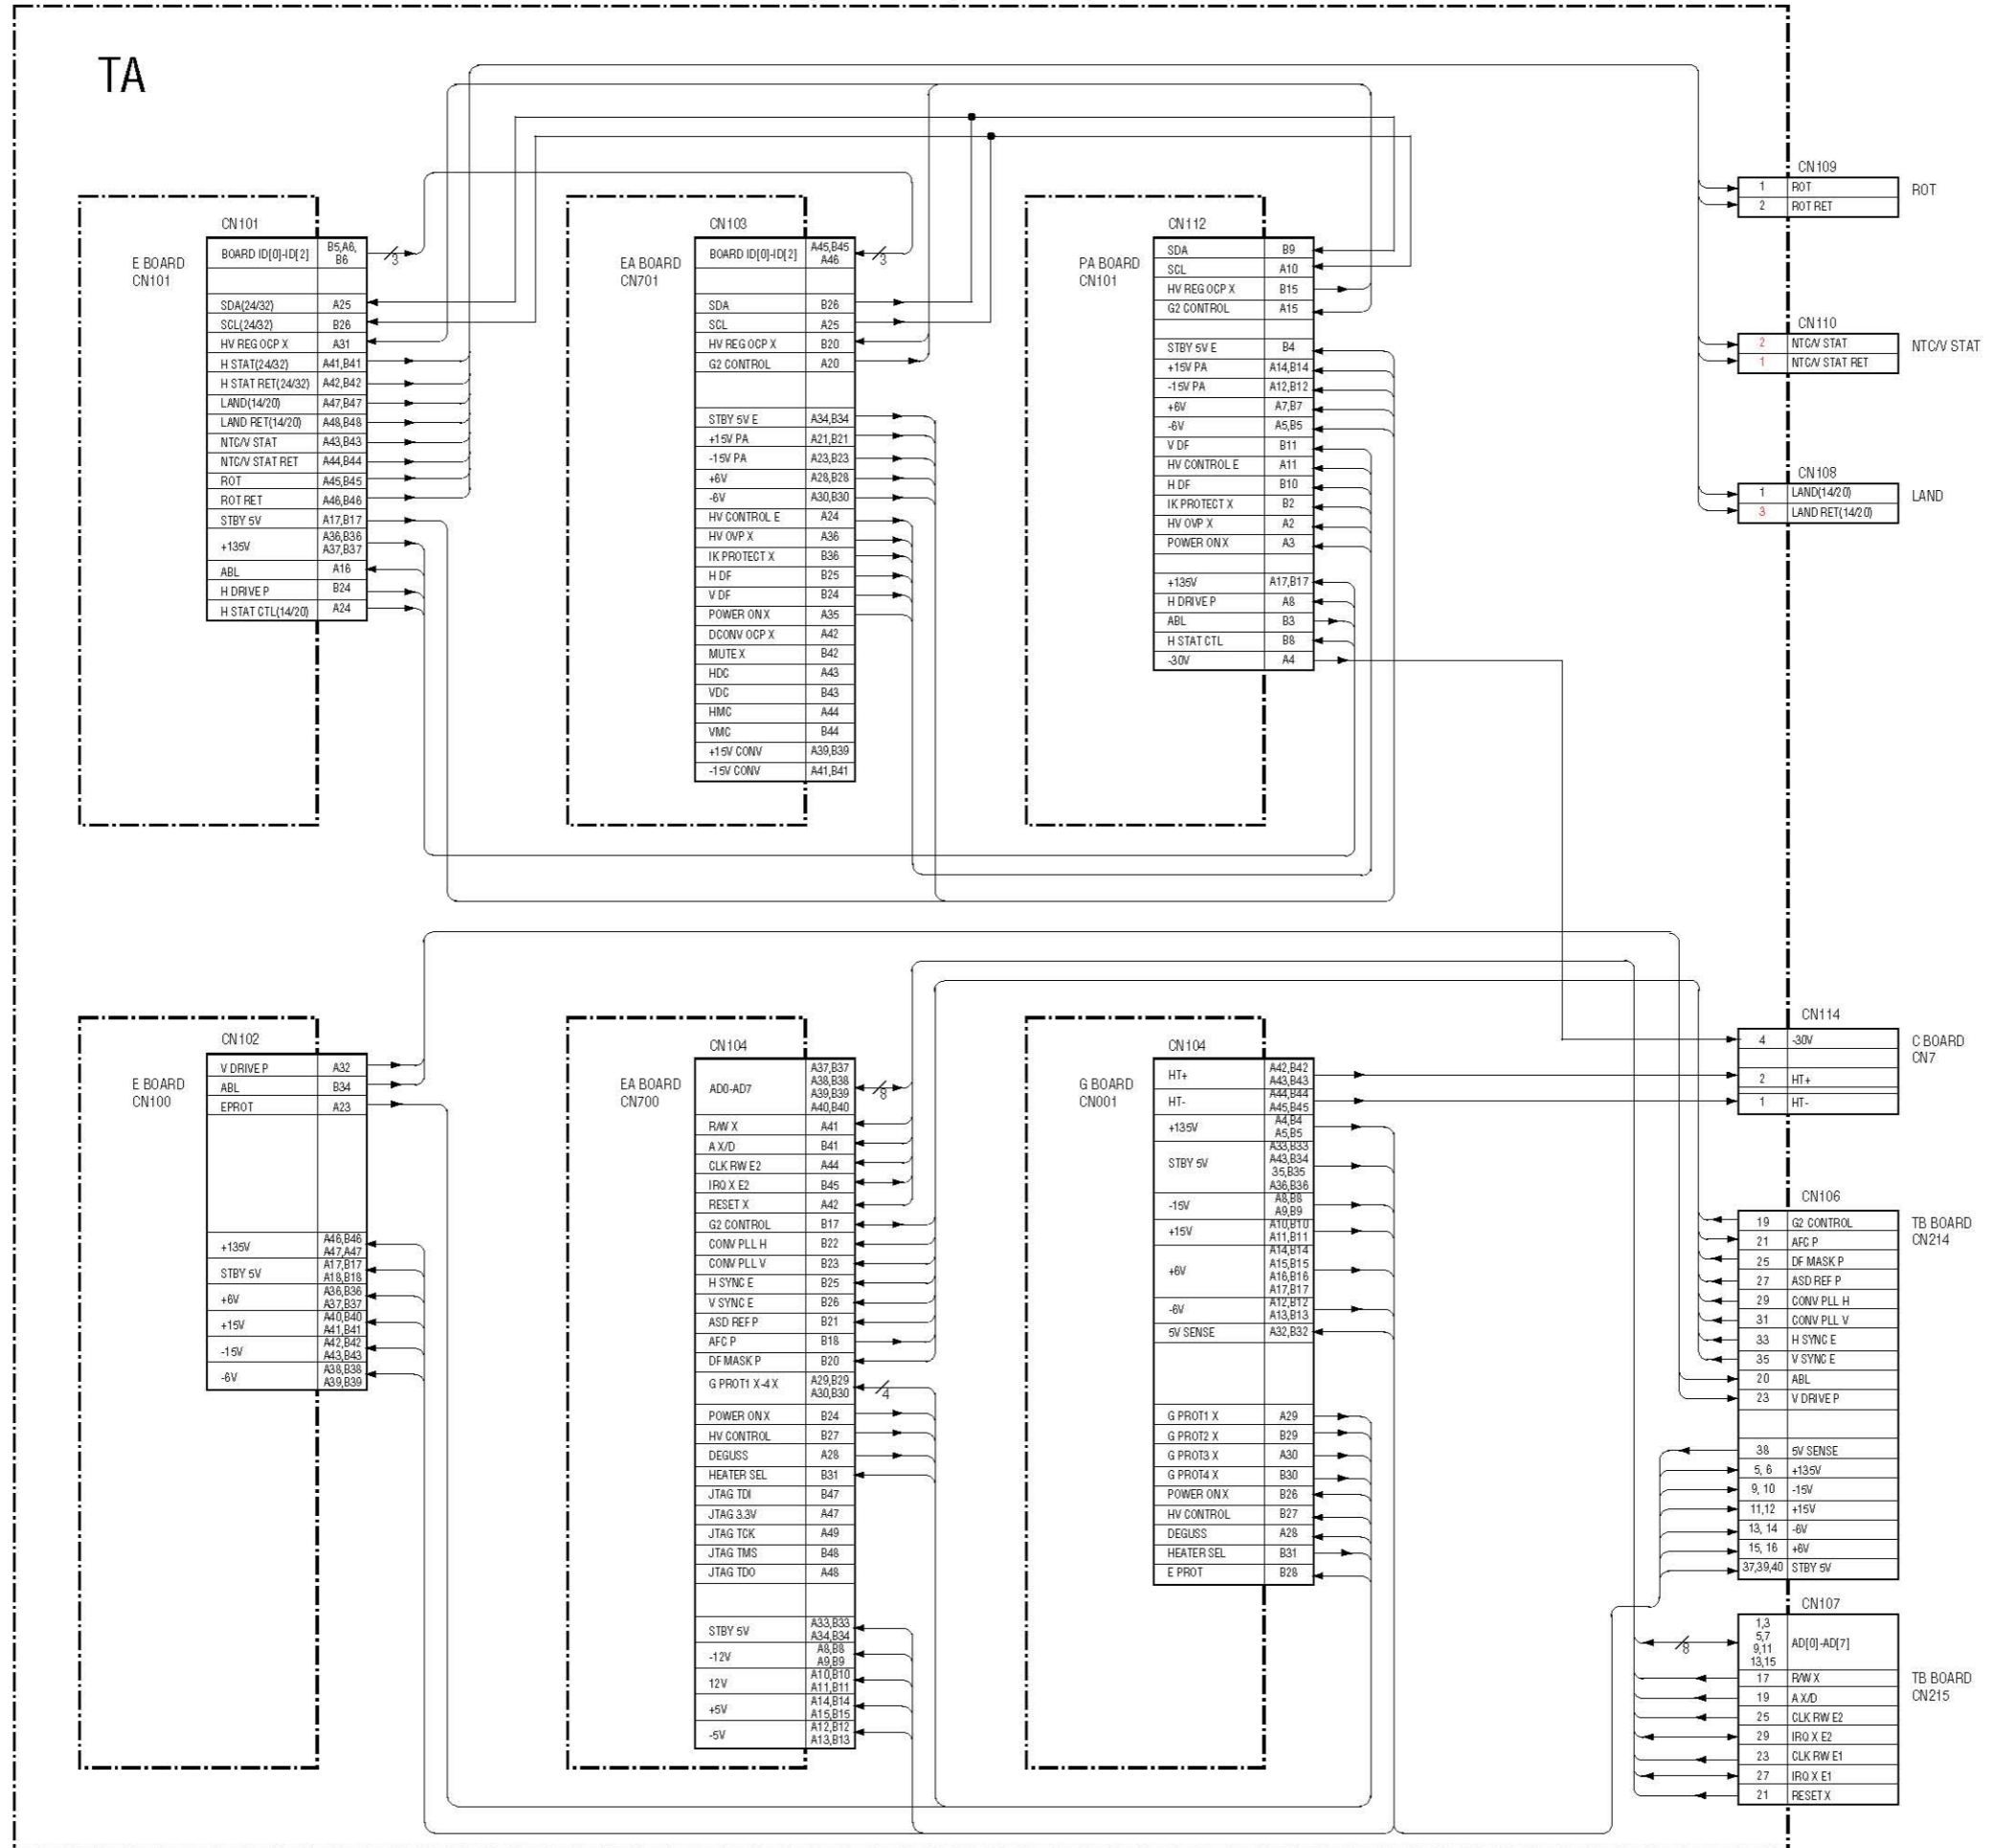 TA
CN101
E BOARD
CN101
BOARD ID[0]-ID[2] B5,A6,
B6
3
SDA(24/32) A25
SCL(24/32) B26
HV REG OCP X A31
H STAT(24/32) A41,B41
H STAT RET(24/32) A42,B42
LAND(14/20) A47,B47
LAND RET(14/20) A48,B48
NTC/V STAT A43,B43
NTC/V STAT RET A44,B44
ROT A45,B45
ROT RET A46,B46
STBY 5V A17,B17
+135V A36,B36
A37,B37
ABL A16
H DRIVE P B24
H STAT CTL(14/20) A24
CN103
EA BOARD
CN701
BOARD ID[0]-ID[2] A45,B45
A46
3
SDA B26
SCL A25
HV REG OCP X B20
G2 CONTROL A20
STBY 5V E A34,B34
+15V PA A21,B21
-15V PA A23,B23
+6V A28,B28
-6V A30,B30
HV CONTROL E A24
HV OVP X A36
IK PROTECT X B36
H DF B25
V DF B24
POWER ON X A35
DCONV OCP X A42
MUTE X B42
HDC A43
VDC B43
HMC A44
VMC B44
+15V CONV A39,B39
-15V CONV A41,B41
CN112
PA BOARD
CN101
SDA B9
SCL A10
HV REG OCP X B15
G2 CONTROL A15
STBY 5V E B4
+15V PA A14,B14
-15V PA A12,B12
+6V A7,B7
-6V A5,B5
V DF B11
HV CONTROL E A11
H DF B10
IK PROTECT X B2
HV OVP X A2
POWER ON X A3
+135V A17,B17
H DRIVE P A8
ABL B3
H STAT CTL B8
-30V A4
CN109
1 ROT
2 ROT RET
ROT
CN110
2 NTC/V STAT
1 NTC/V STAT RET
NTC/V STAT
CN108
1 LAND(14/20)
3 LAND RET(14/20)
LAND
CN102
E BOARD
CN100
V DRIVE P A32
ABL B34
EPROT A23
+135V A46,B46
A47,A47
STBY 5V A17,B17
A18,B18
+6V A36,B36
A37,B37
+15V A40,B40
A41,B41
-15V A42,B42
A43,B43
-6V A38,B38
A39,B39
CN104
EA BOARD
CN700
AD0-AD7 A37,B37
A38,B38
A39,B39
A40,B40
8
R/W X A41
A X/D B41
CLK RW E2 A44
IRQ X E2 B45
RESET X A42
G2 CONTROL B17
CONV PLL H B22
CONV PLL V B23
H SYNC E B25
V SYNC E B26
ASD REF P B21
AFC P B18
DF MASK P B20
G PROT1 X-4 X A29,B29
A30,B30
4
POWER ON X B24
HV CONTROL B27
DEGUSS A28
HEATER SEL B31
JTAG TDI B47
JTAG 3.3V A47
JTAG TCK A49
JTAG TMS B48
JTAG TDO A48
STBY 5V A33,B33
A34,B34
-12V A8,B8
A9,B9
12V A10,B10
A11,B11
+5V A14,B14
A15,B15
-5V A12,B12
A13,B13
CN104
G BOARD
CN001
HT+ A42,B42
A43,B43
HT- A44,B44
A45,B45
+135V A4,B4
A5,B5
STBY 5V A33,B33
A43,B34
35,B35
A36,B36
-15V A8,B8
A9,B9
+15V A10,B10
A11,B11
+6V A14,B14
A15,B15
A16,B16
A17,B17
-6V A12,B12
A13,B13
5V SENSE A32,B32
G PROT1 X A29
G PROT2 X B29
G PROT3 X A30
G PROT4 X B30
POWER ON X B26
HV CONTROL B27
DEGUSS A28
HEATER SEL B31
E PROT B28
CN114
4 -30V
2 HT+
1 HT-
C BOARD
CN7
CN106
19 G2 CONTROL
21 AFC P
25 DF MASK P
27 ASD REF P
29 CONV PLL H
31 CONV PLL V
33 H SYNC E
35 V SYNC E
20 ABL
23 V DRIVE P
38 5V SENSE
5, 6 +135V
9, 10 -15V
11,12 +15V
13, 14 -6V
15, 16 +6V
37,39,40 STBY 5V
TB BOARD
CN214
CN107
1,3
5,7
9,11
13,15
AD[0]-AD[7]
8
17 R/W X
19 A X/D
25 CLK RW E2
29 IRQ X E2
23 CLK RW E1
27 IRQ X E1
21 RESET X
TB BOARD
CN215